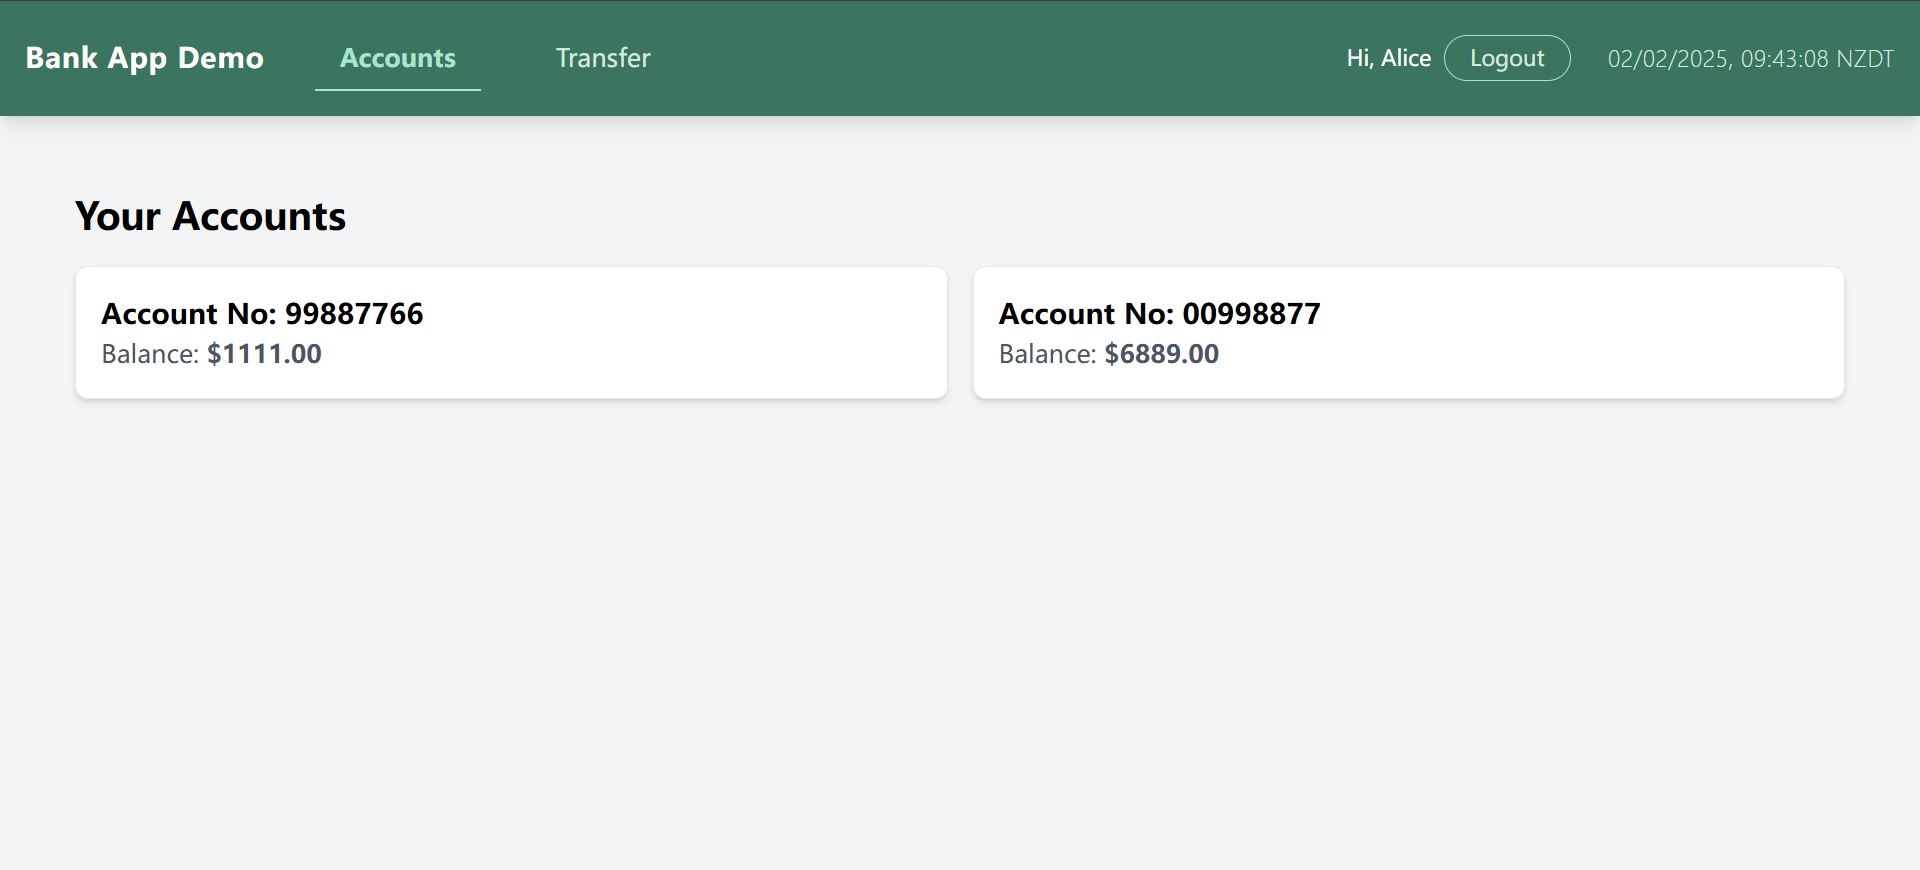 Bank App Demo Accounts Transfer Hi, Alice Logout 02/02/2025, 09:43:08 NZDT
Your Accounts
Account No: 99887766
Balance: $1111.00
Account No: 00998877
Balance: $6889.00